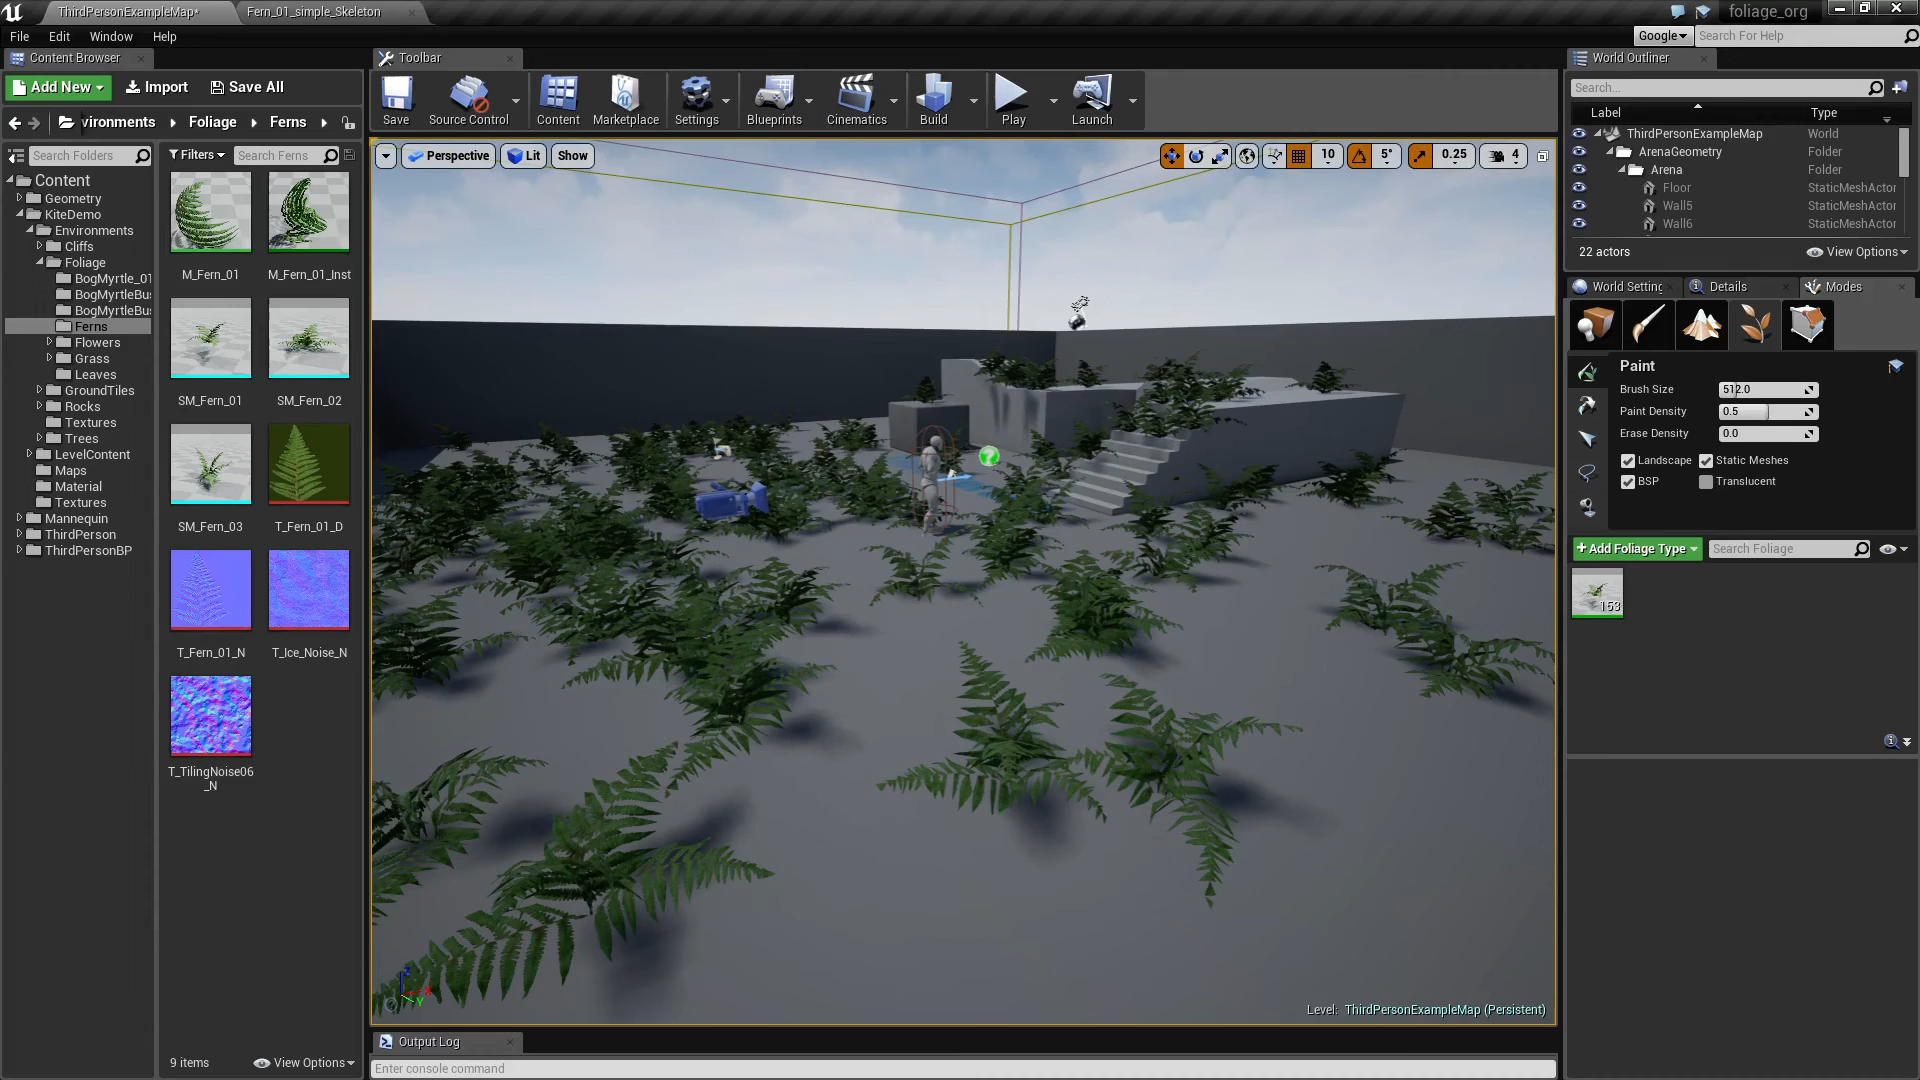 ThirdPersonExampleMap*
Fern_01_simple_Skeleton
foliage_org
File Edit Window Help
Google
Search For Help
Content Browser
Add New
Import
Save All
vironments
Foliage
Ferns
Search Folders
Content
Geometry
KiteDemo
Environments
Cliffs
Foliage
BogMyrtle_01
BogMyrtleBu
BogMyrtleBu
Ferns
Flowers
Grass
Leaves
GroundTiles
Rocks
Textures
Trees
LevelContent
Maps
Material
Textures
Mannequin
ThirdPerson
ThirdPersonBP
Filters
Search Ferns
M_Fern_01
M_Fern_01_Inst
SM_Fern_01
SM_Fern_02
SM_Fern_03
T_Fern_01_D
T_Fern_01_N
T_Ice_Noise_N
T_TilingNoise06
_N
9 items
View Options
Toolbar
Save
Source Control
Content
Marketplace
Settings
Blueprints
Cinematics
Build
Play
Launch
Perspective
Lit
Show
10
5°
0.25
4
Z
X
Y
Level: ThirdPersonExampleMap (Persistent)
Output Log
Enter console command
World Outliner
Search...
Label Type
ThirdPersonExampleMap World
ArenaGeometry Folder
Arena Folder
Floor StaticMeshActor
Wall5 StaticMeshActor
Wall6 StaticMeshActor
22 actors
View Options
World Setting
Details
Modes
Paint
Brush Size 512.0
Paint Density 0.5
Erase Density 0.0
Landscape
Static Meshes
BSP
Translucent
+Add Foliage Type
Search Foliage
153